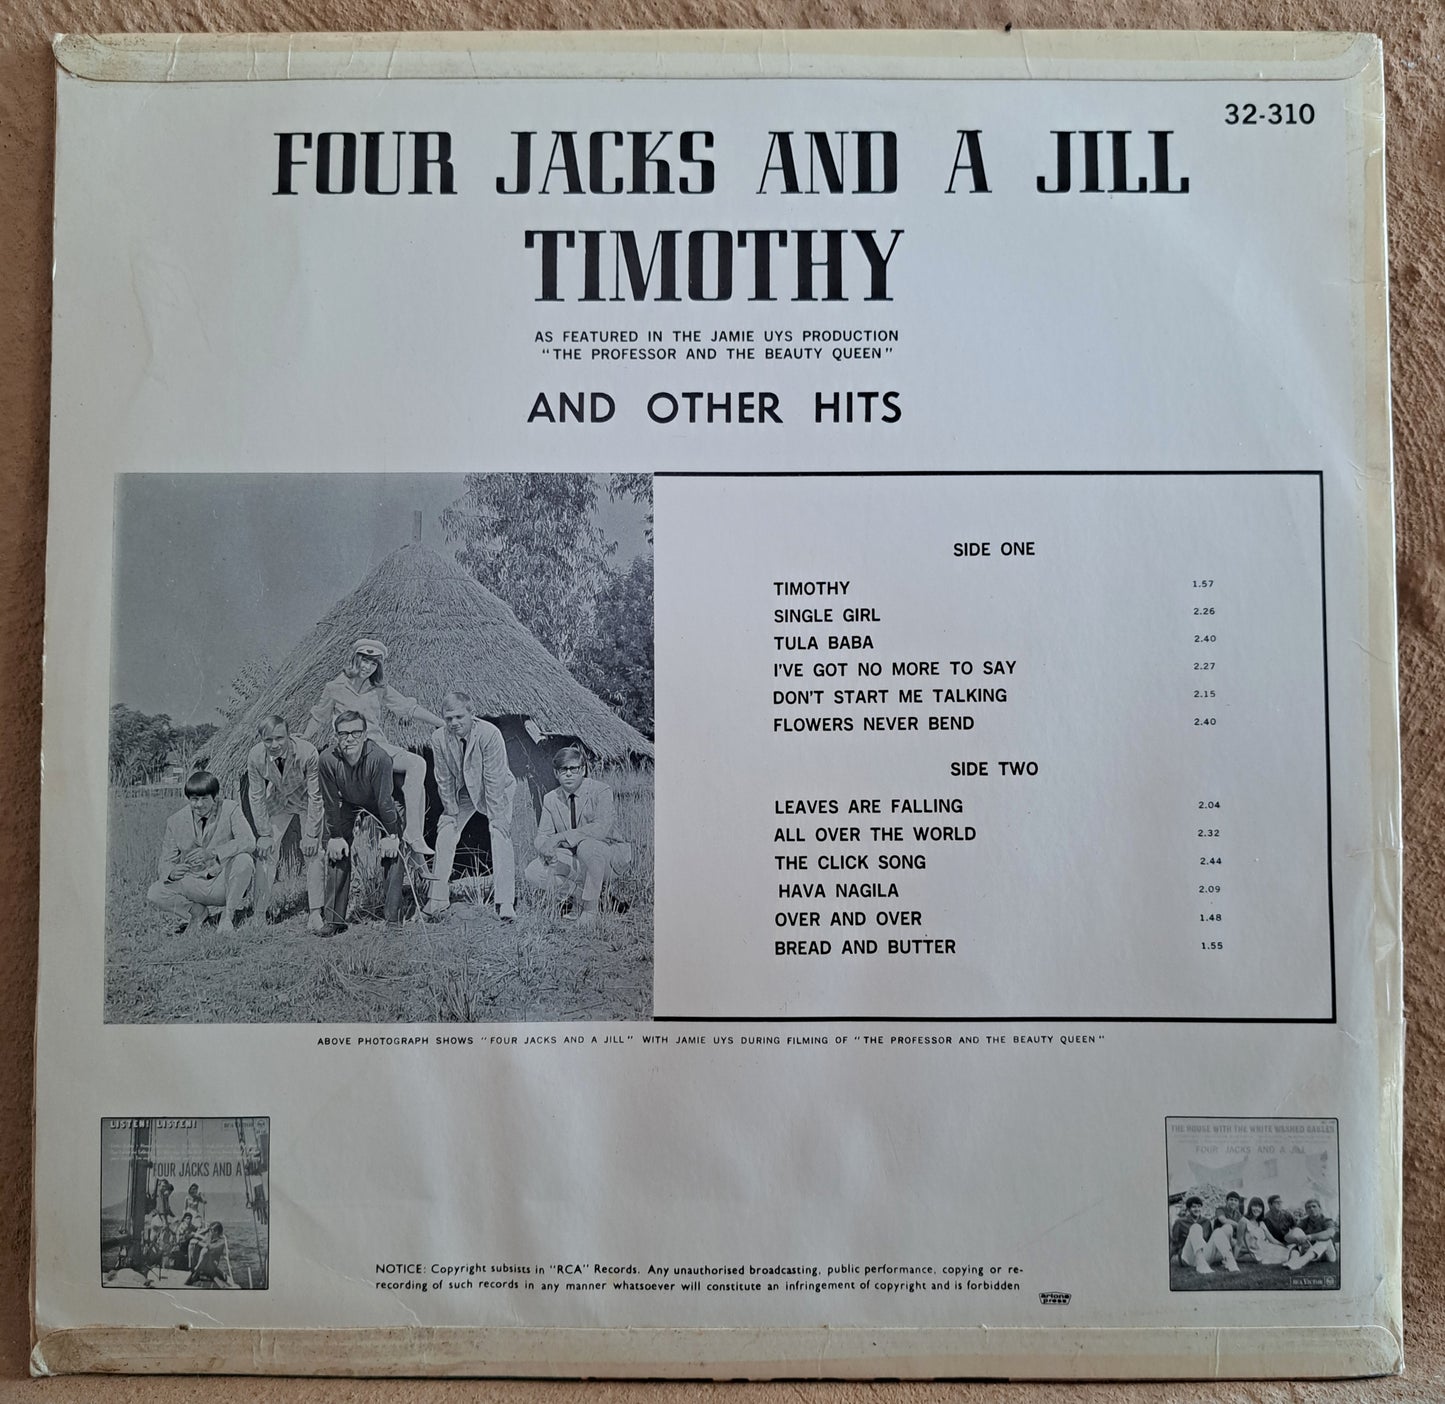 32-310
FOUR JACKS AND A JILL
TIMOTHY
AS FEATURED IN THE JAMIE UYS PRODUCTION
"THE PROFESSOR AND THE BEAUTY QUEEN"
AND OTHER HITS
SIDE ONE
TIMOTHY 1.57
SINGLE GIRL 2.26
TULA BABA 2.40
I'VE GOT NO MORE TO SAY 2.27
DON'T START ME TALKING 2.15
FLOWERS NEVER BEND 2.40
SIDE TWO
LEAVES ARE FALLING 2.04
ALL OVER THE WORLD 2.32
THE CLICK SONG 2.44
HAVA NAGILA 2.09
OVER AND OVER 1.48
BREAD AND BUTTER 1.55
ABOVE PHOTOGRAPH SHOWS "FOUR JACKS AND A JILL" WITH JAMIE UYS DURING FILMING OF "THE PROFESSOR AND THE BEAUTY QUEEN"
LISTEN! LISTEN!
FOUR JACKS AND A JILL
THE HOUSE WITH THE WHITE WASHED GABLES
FOUR JACKS AND A JILL
RCA VICTOR
NOTICE: Copyright subsists in "RCA" Records. Any unauthorised broadcasting, public performance, copying or re-
recording of such records in any manner whatsoever will constitute an infringement of copyright and is forbidden
artone
press